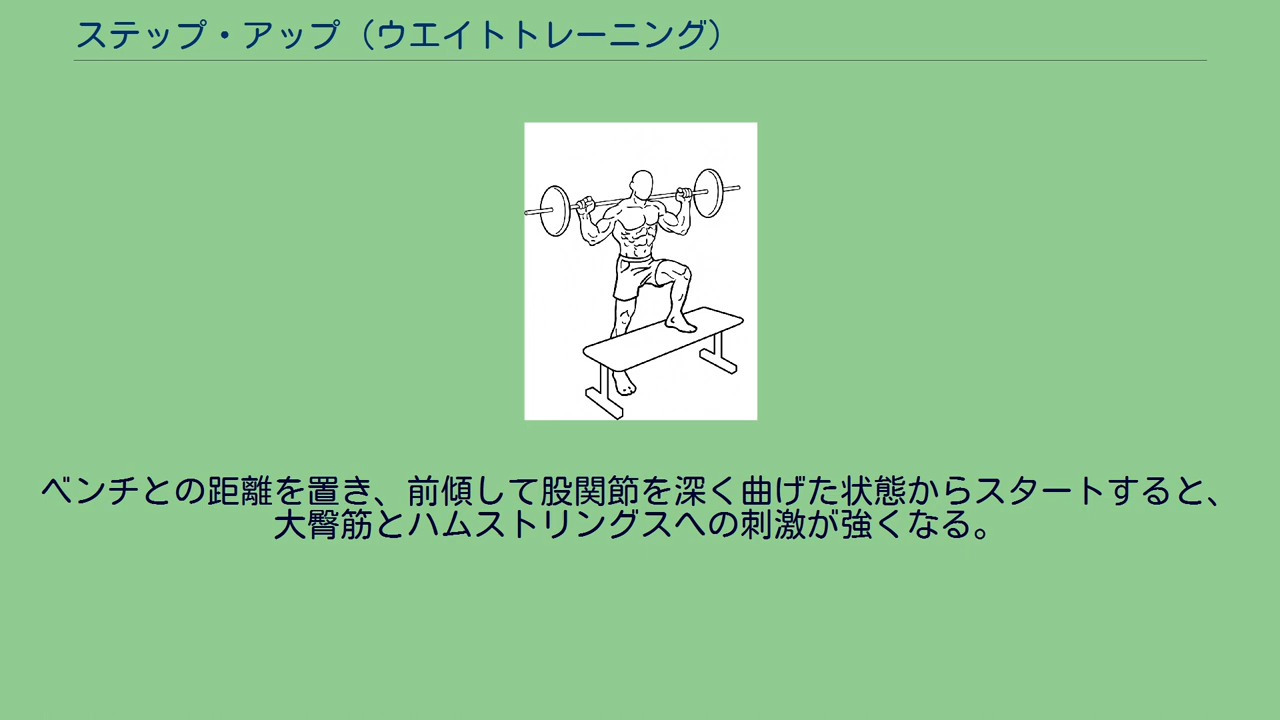 ステップ・アップ（ウエイトトレーニング）
ベンチとの距離を置き、前傾して股関節を深く曲げた状態からスタートすると、
大臀筋とハムストリングスへの刺激が強くなる。